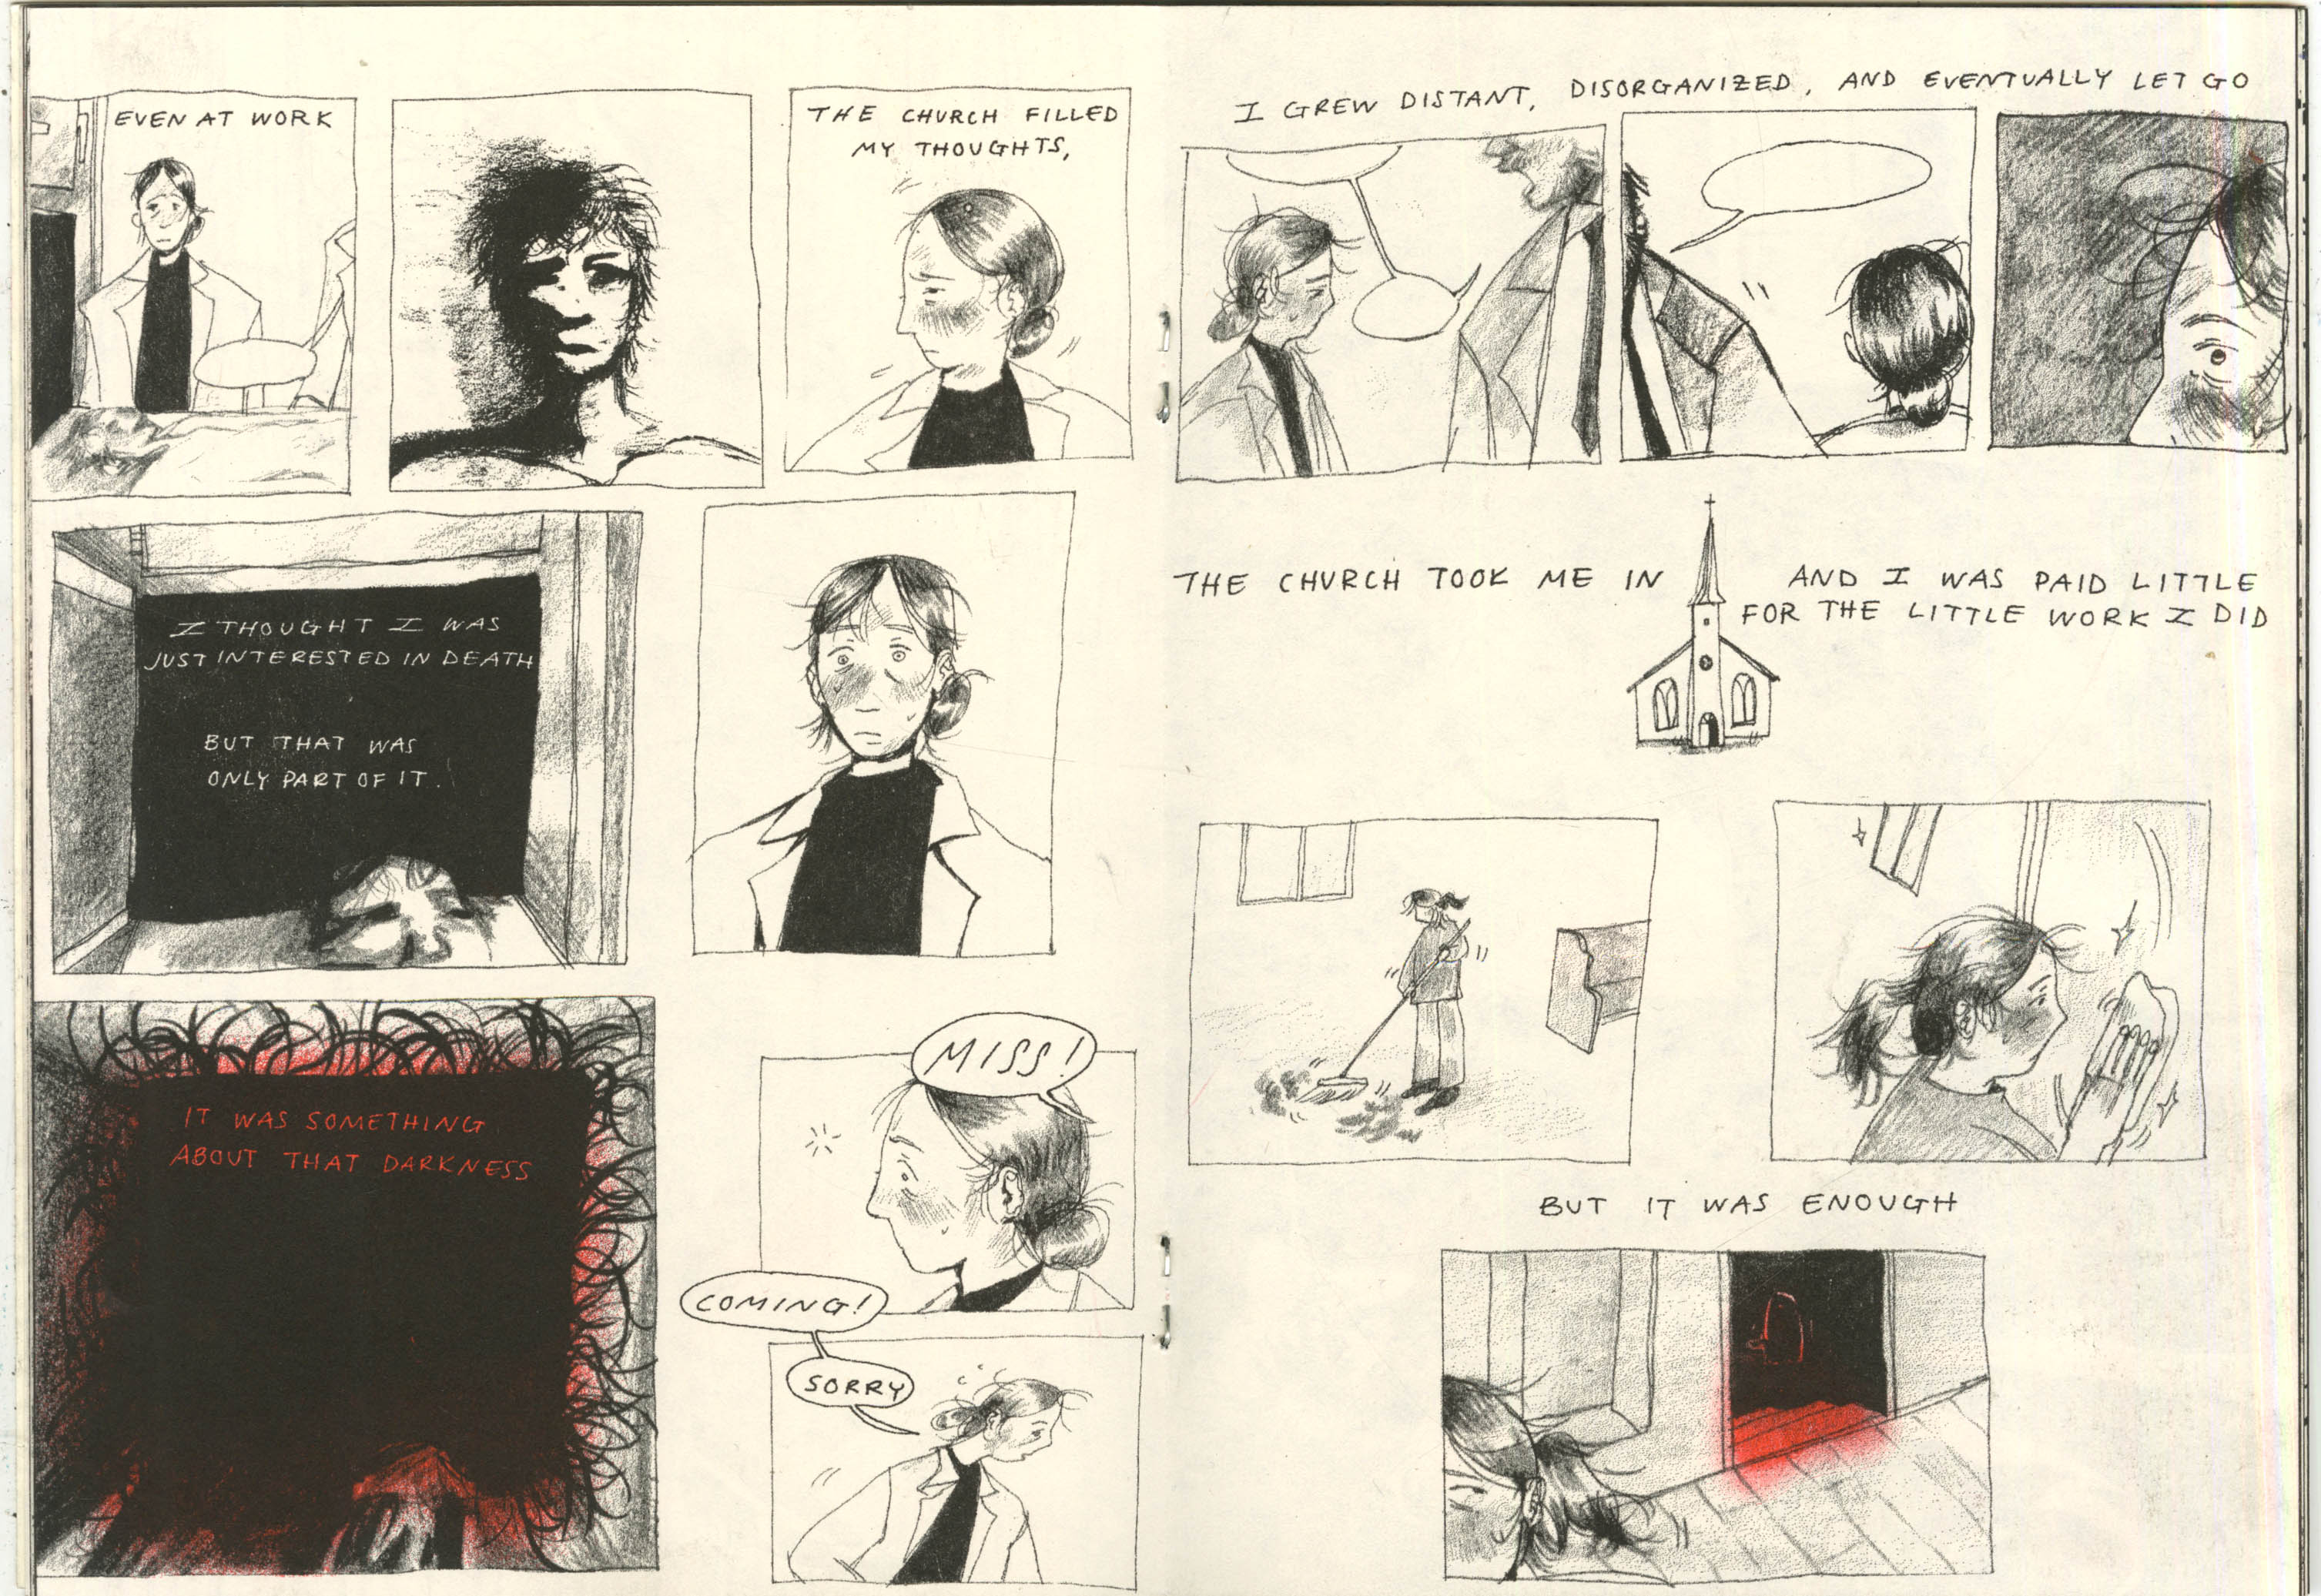 EVEN AT WORK
THE CHURCH FILLED
MY THOUGHTS,
I THOUGHT I WAS
JUST INTERESTED IN DEATH
BUT THAT WAS
ONLY PART OF IT.
IT WAS SOMETHING
ABOUT THAT DARKNESS
MISS!
COMING!
SORRY
I GREW DISTANT, DISORGANIZED, AND EVENTUALLY LET GO
THE CHURCH TOOK ME IN
AND I WAS PAID LITTLE
FOR THE LITTLE WORK I DID
BUT IT WAS ENOUGH